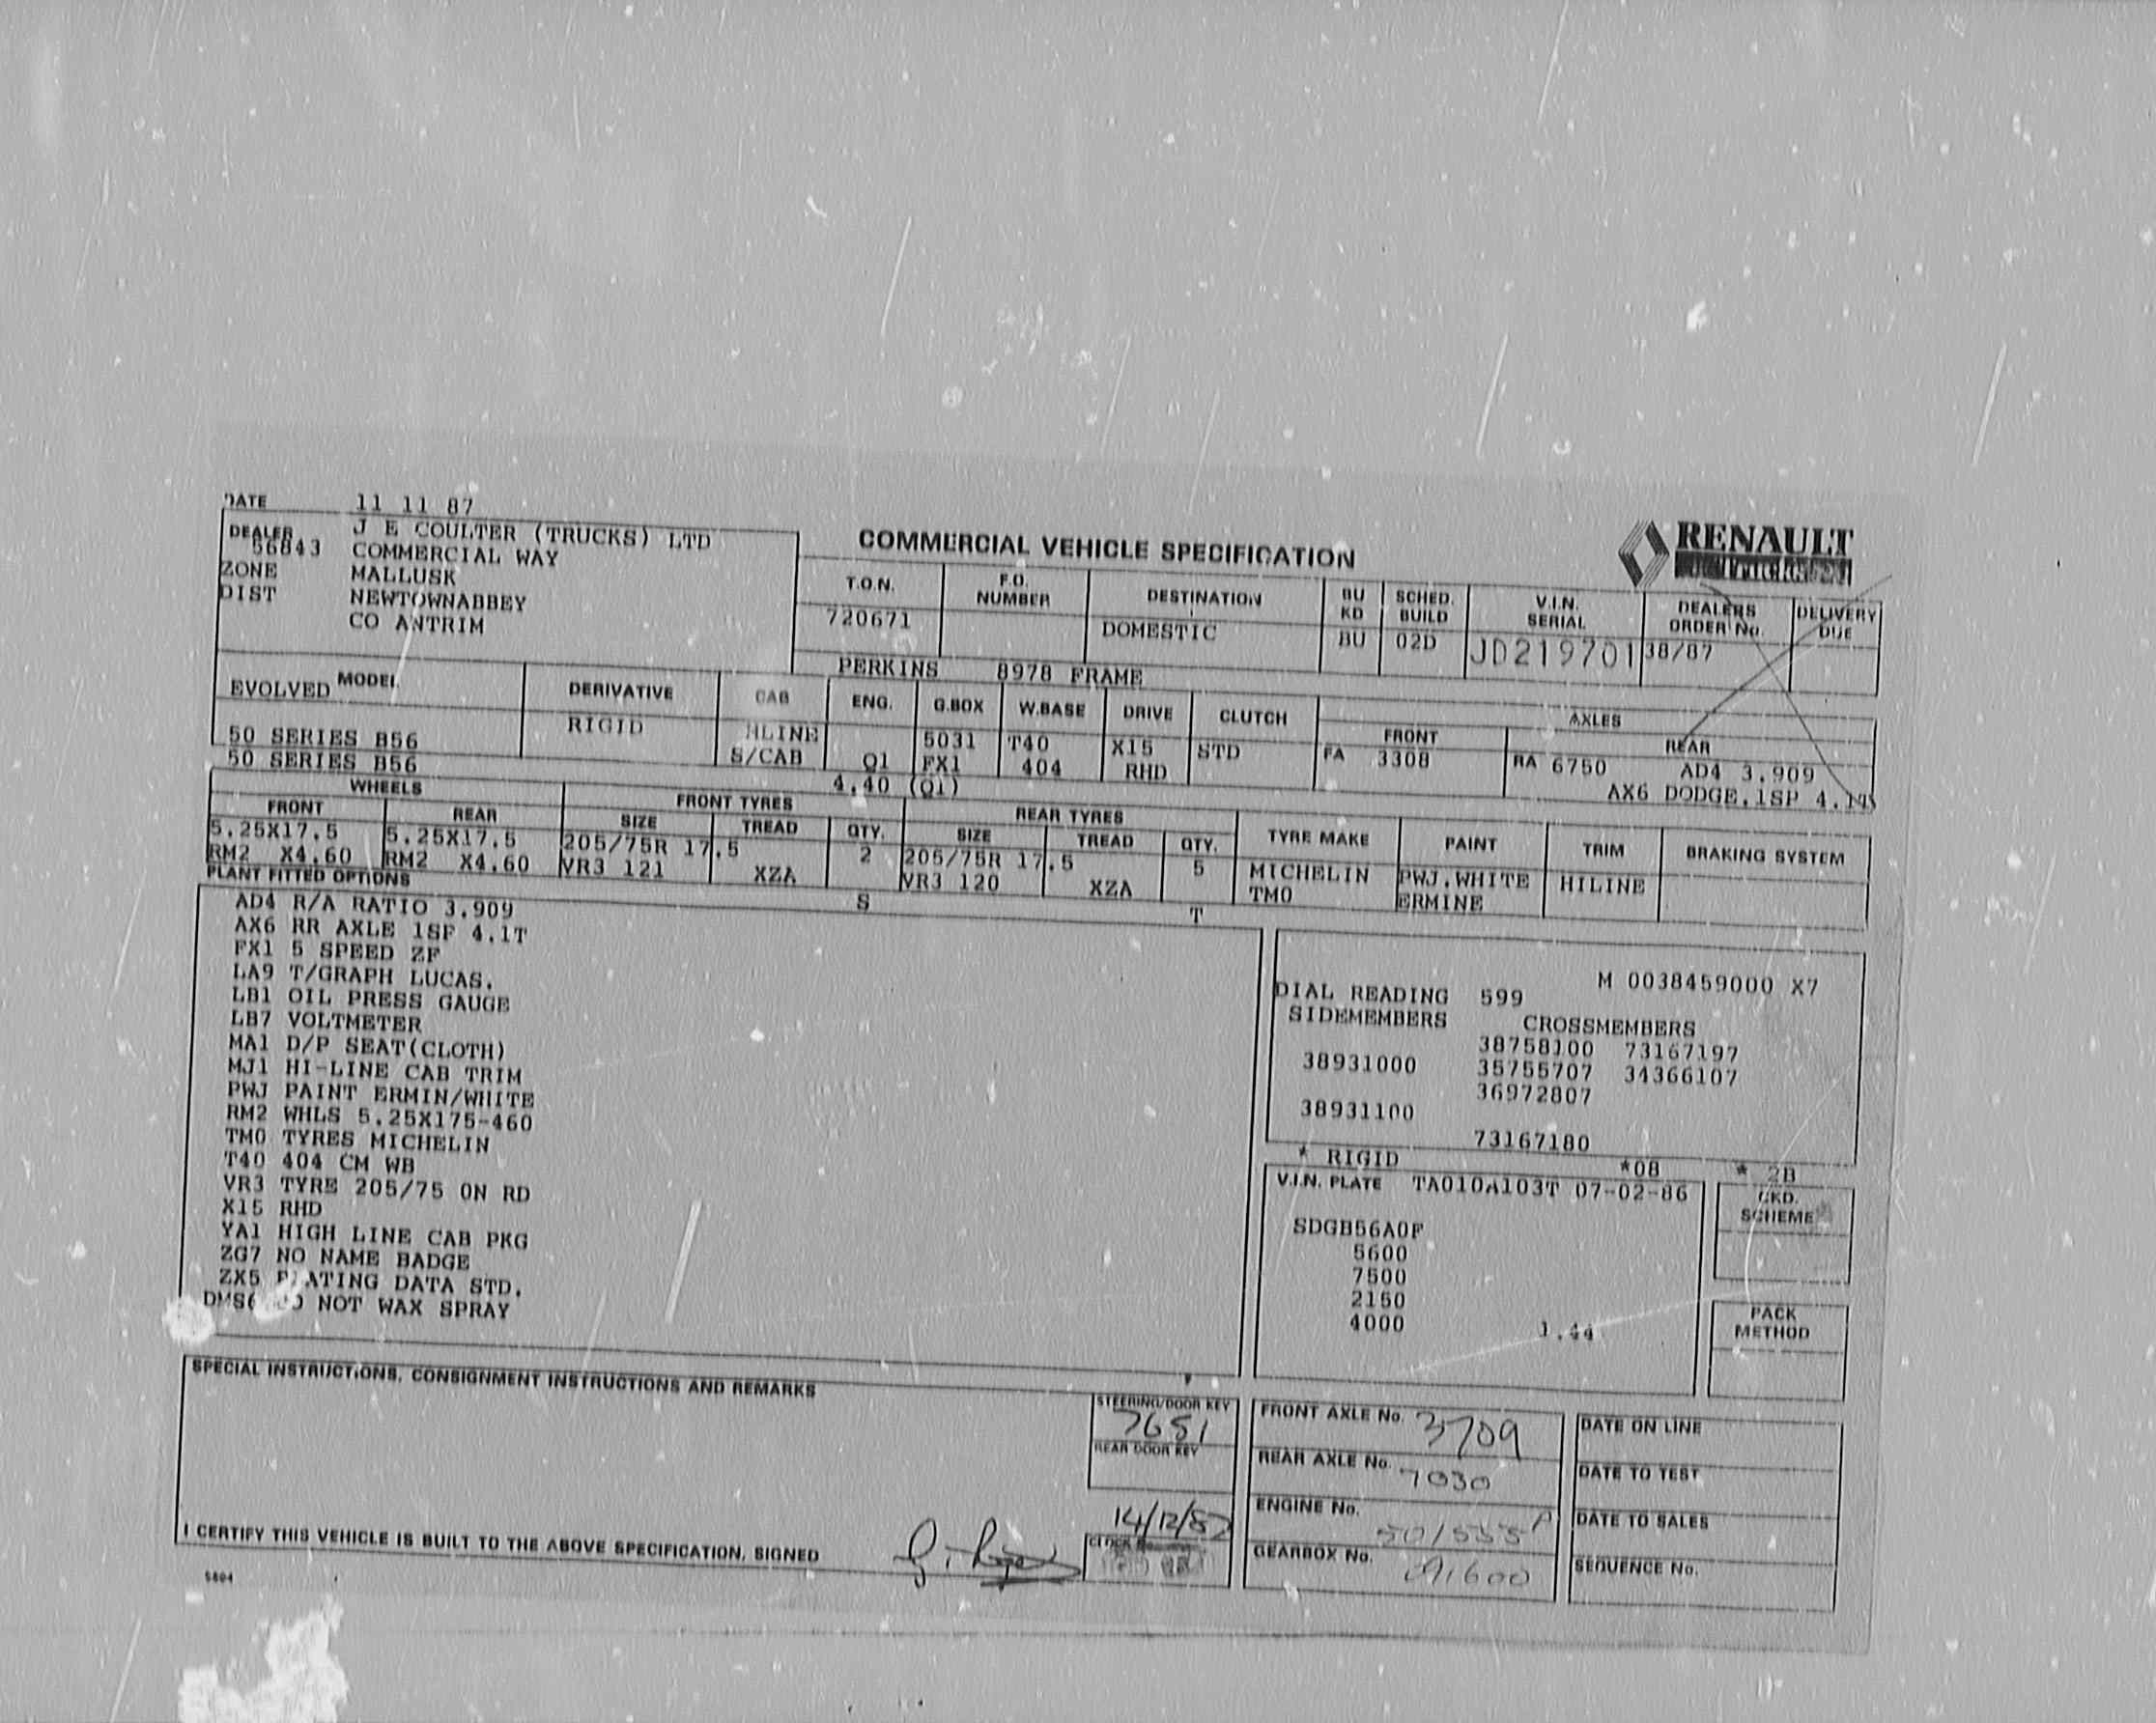 DATE 11 11 87
DEALER J E COULTER (TRUCKS) LTD
56843 COMMERCIAL WAY
ZONE MALLUSK
DIST NEWTOWNABBEY
CO ANTRIM
COMMERCIAL VEHICLE SPECIFICATION
RENAULT
T.O.N. F.O. NUMBER DESTINATION BU KD SCHED. BUILD V.I.N. SERIAL DEALERS ORDER No. DELIVERY DUE
720671 DOMESTIC BU 02D JD219701 38/87
PERKINS 8978 FRAME
MODEL DERIVATIVE CAB ENG. G.BOX W.BASE DRIVE CLUTCH AXLES
FRONT REAR
EVOLVED RIGID HLINE 5031 T40 X15 STD FA 3308 RA 6750 AD4 3.909
50 SERIES B56 S/CAB Q1 FX1 404 RHD AX6 DODGE.1SP
50 SERIES B56 4.40 (Q1)
WHEELS FRONT TYRES REAR TYRES
FRONT REAR SIZE TREAD QTY. SIZE TREAD QTY. TYRE MAKE PAINT TRIM BRAKING SYSTEM
5.25X17.5 5.25X17.5 205/75R 17.5 2 205/75R 17.5 5 MICHELIN PWJ.WHITE HILINE
RM2 X4.60 RM2 X4.60 VR3 121 XZA VR3 120 XZA TM0 ERMINE
PLANT FITTED OPTIONS S T
AD4 R/A RATIO 3.909
AX6 RR AXLE 1SF 4.1T
FX1 5 SPEED ZF
LA9 T/GRAPH LUCAS.
LB1 OIL PRESS GAUGE
LB7 VOLTMETER
MA1 D/P SEAT(CLOTH)
MJ1 HI-LINE CAB TRIM
PWJ PAINT ERMIN/WHITE
RM2 WHLS 5.25X175-460
TM0 TYRES MICHELIN
T40 404 CM WB
VR3 TYRE 205/75 ON RD
X15 RHD
YA1 HIGH LINE CAB PKG
ZG7 NO NAME BADGE
ZX5 PLATING DATA STD.
NOT WAX SPRAY
M 0038459000 X7
DIAL READING 599
SIDEMEMBERS CROSSMEMBERS
38758100 73167197
38931000 35755707 34366107
36972807
38931100
73167180
* RIGID *08 * 2B
V.I.N. PLATE TA010A103T 07-02-86
SDGB56A0F
5600
7500
2150
4000 1.44
CKD. SCHEME
PACK METHOD
SPECIAL INSTRUCTIONS, CONSIGNMENT INSTRUCTIONS AND REMARKS
STEERING/DOOR KEY
7651
REAR DOOR KEY
14/12/87
CLOCK
FRONT AXLE No. 3709
REAR AXLE No. 7030
ENGINE No.
GEARBOX No.
DATE ON LINE
DATE TO TEST
DATE TO SALES
SEQUENCE No.
I CERTIFY THIS VEHICLE IS BUILT TO THE ABOVE SPECIFICATION, SIGNED
5404